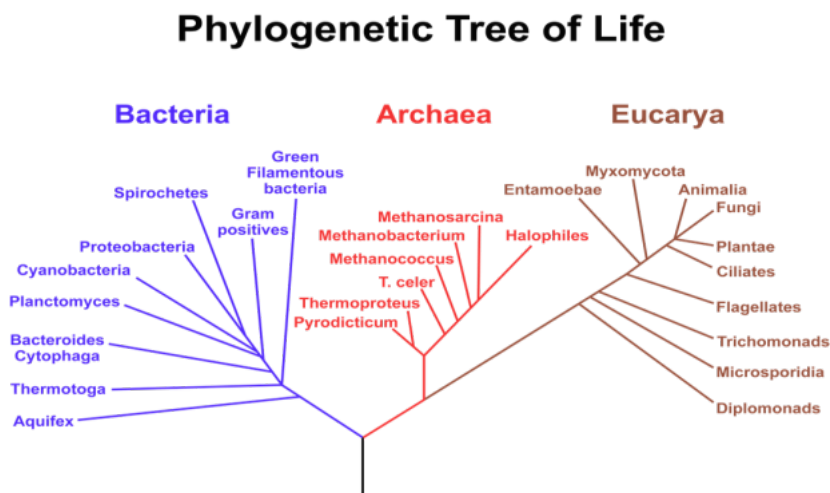 Phylogenetic Tree of Life
Bacteria
Archaea
Eucarya
Green
Filamentous
bacteria
Spirochetes
Gram
positives
Proteobacteria
Cyanobacteria
Planctomyces
Bacteroides
Cytophaga
Thermotoga
Aquifex
Methanosarcina
Methanobacterium
Halophiles
Methanococcus
T. celer
Thermoproteus
Pyrodicticum
Myxomycota
Entamoebae
Animalia
Fungi
Plantae
Ciliates
Flagellates
Trichomonads
Microsporidia
Diplomonads